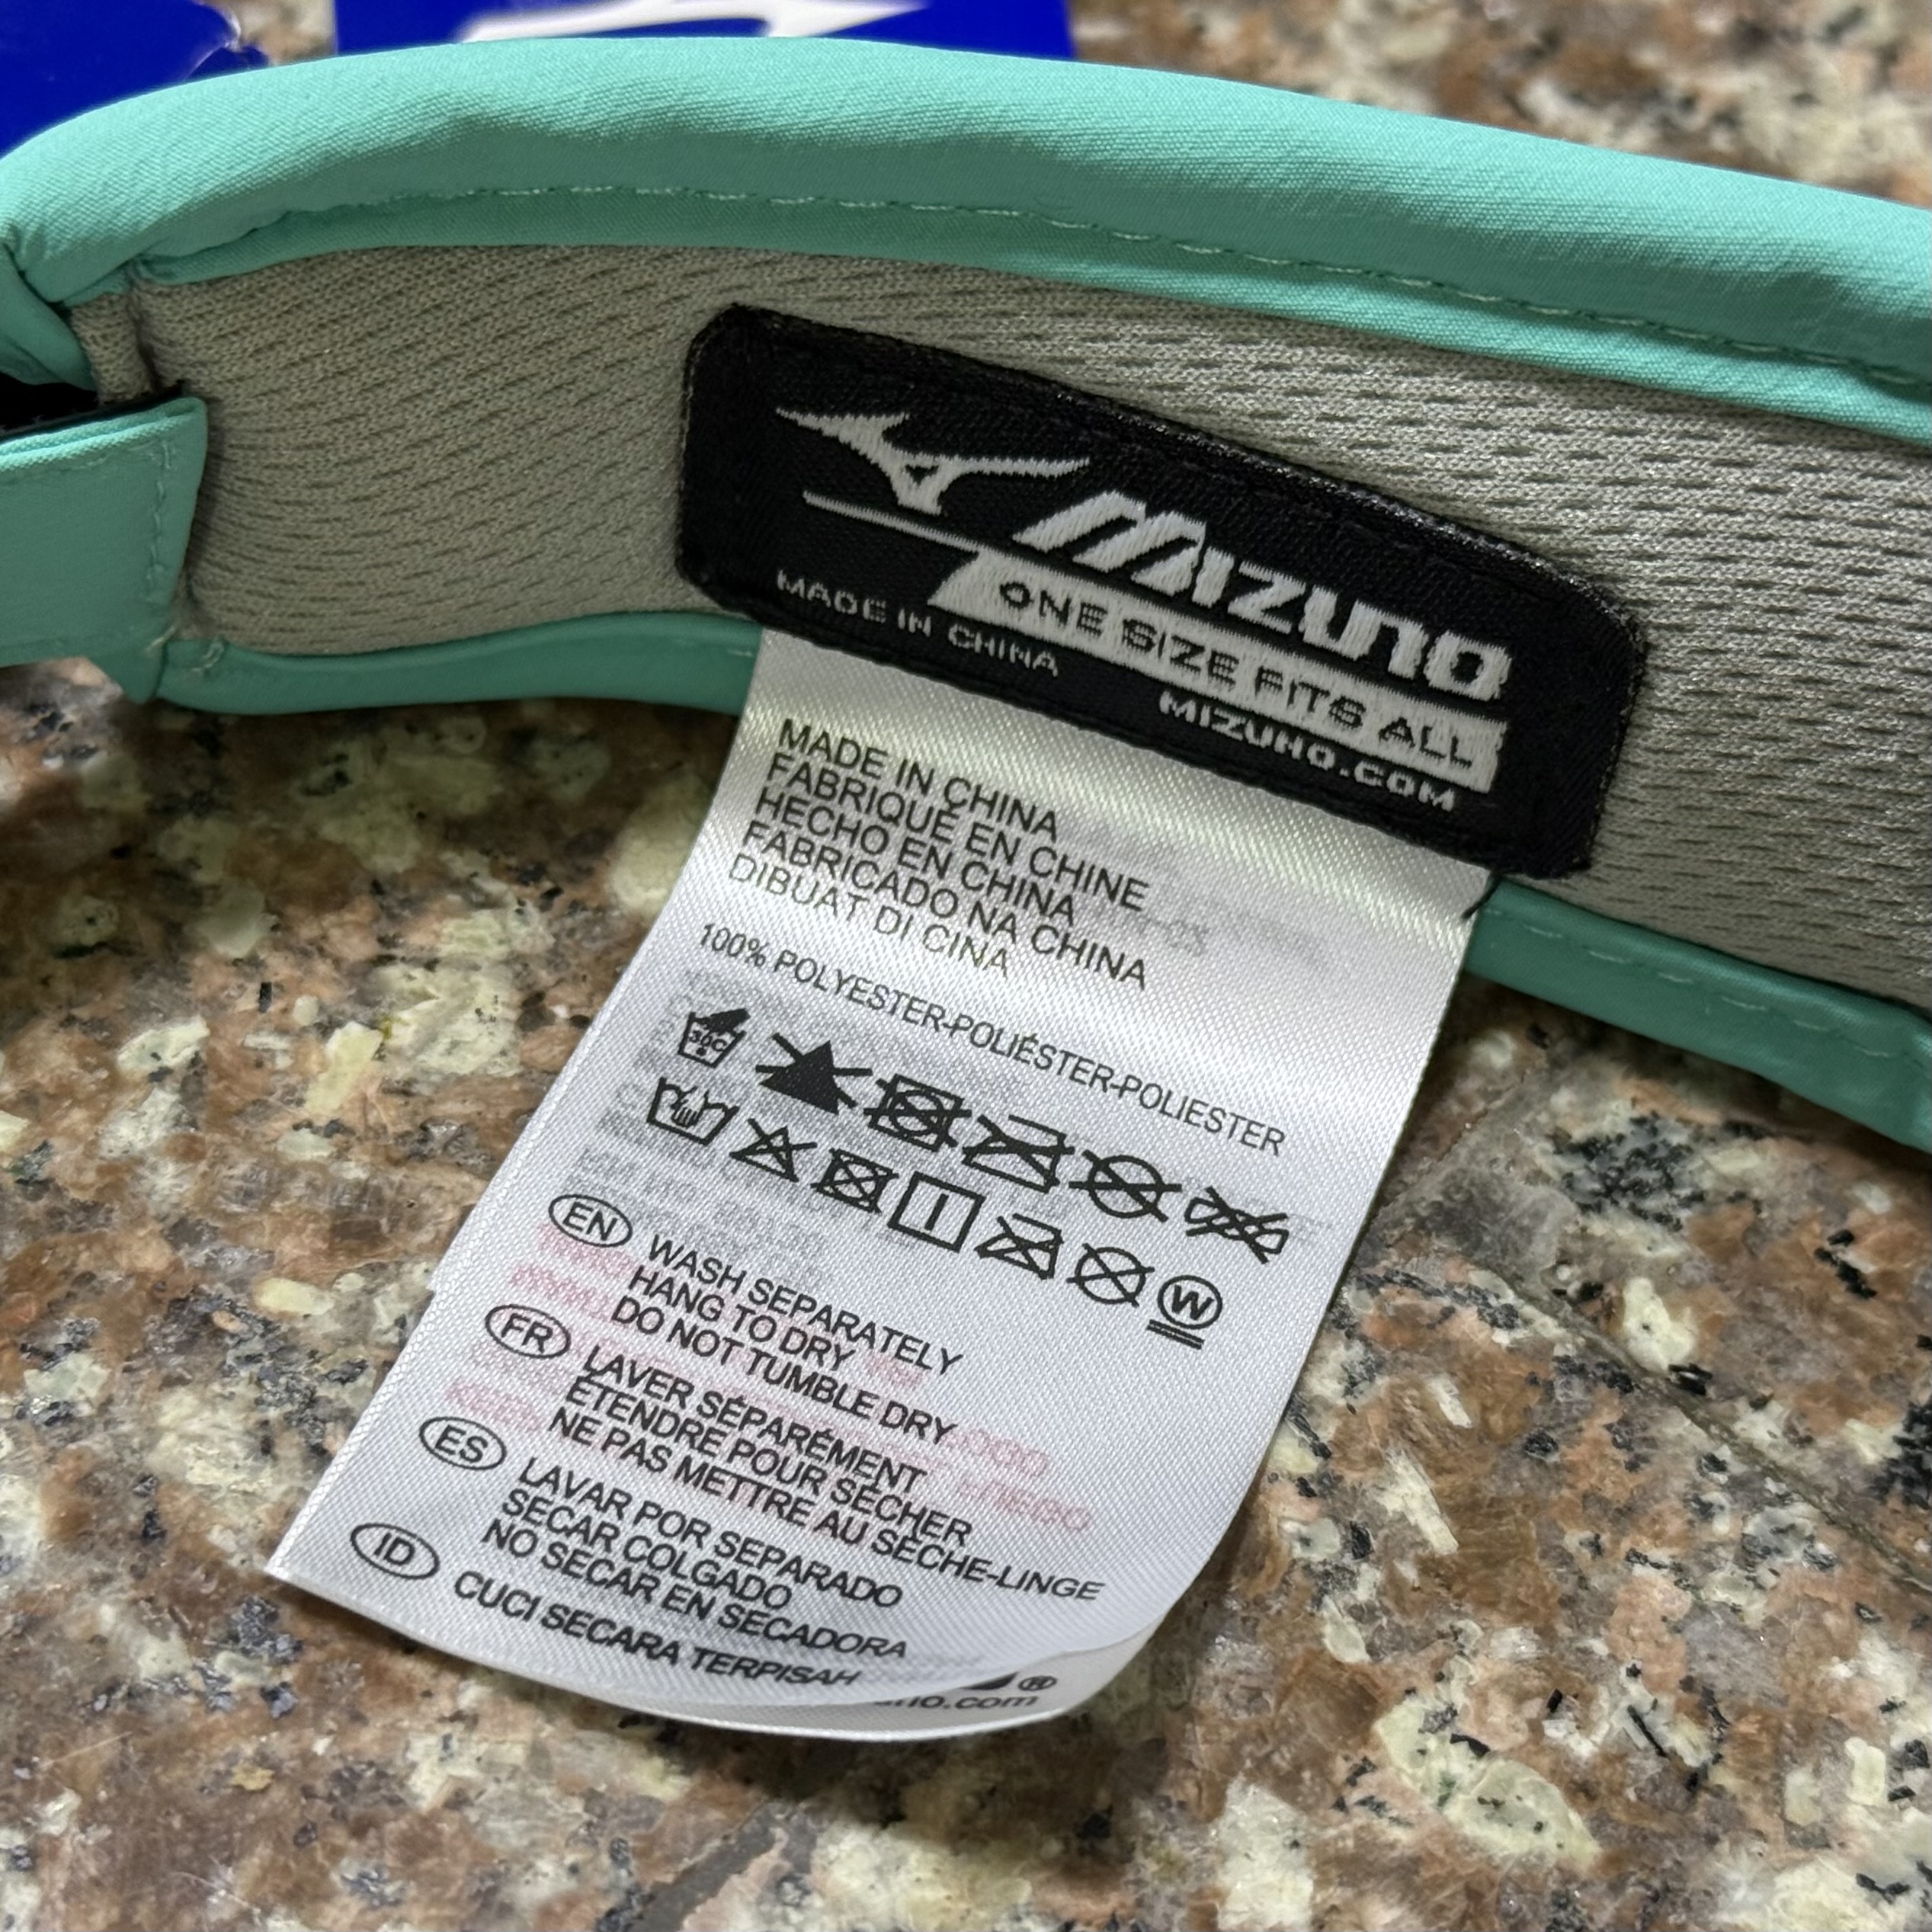 MIZUNO
ONE SIZE FITS ALL
MADE IN CHINA
MIZUNO.COM
MADE IN CHINA
FABRIQUÉ EN CHINE
HECHO EN CHINA
FABRICADO NA CHINA
DIBUAT DI CINA
100% POLYESTER-POLIÉSTER-POLIESTER
30C
W
EN WASH SEPARATELY
HANG TO DRY
DO NOT TUMBLE DRY
FR LAVER SÉPARÉMENT
ÉTENDRE POUR SÉCHER
NE PAS METTRE AU SÈCHE-LINGE
ES LAVAR POR SEPARADO
SECAR COLGADO
NO SECAR EN SECADORA
ID CUCI SECARA TERPISAH
®
uno.com